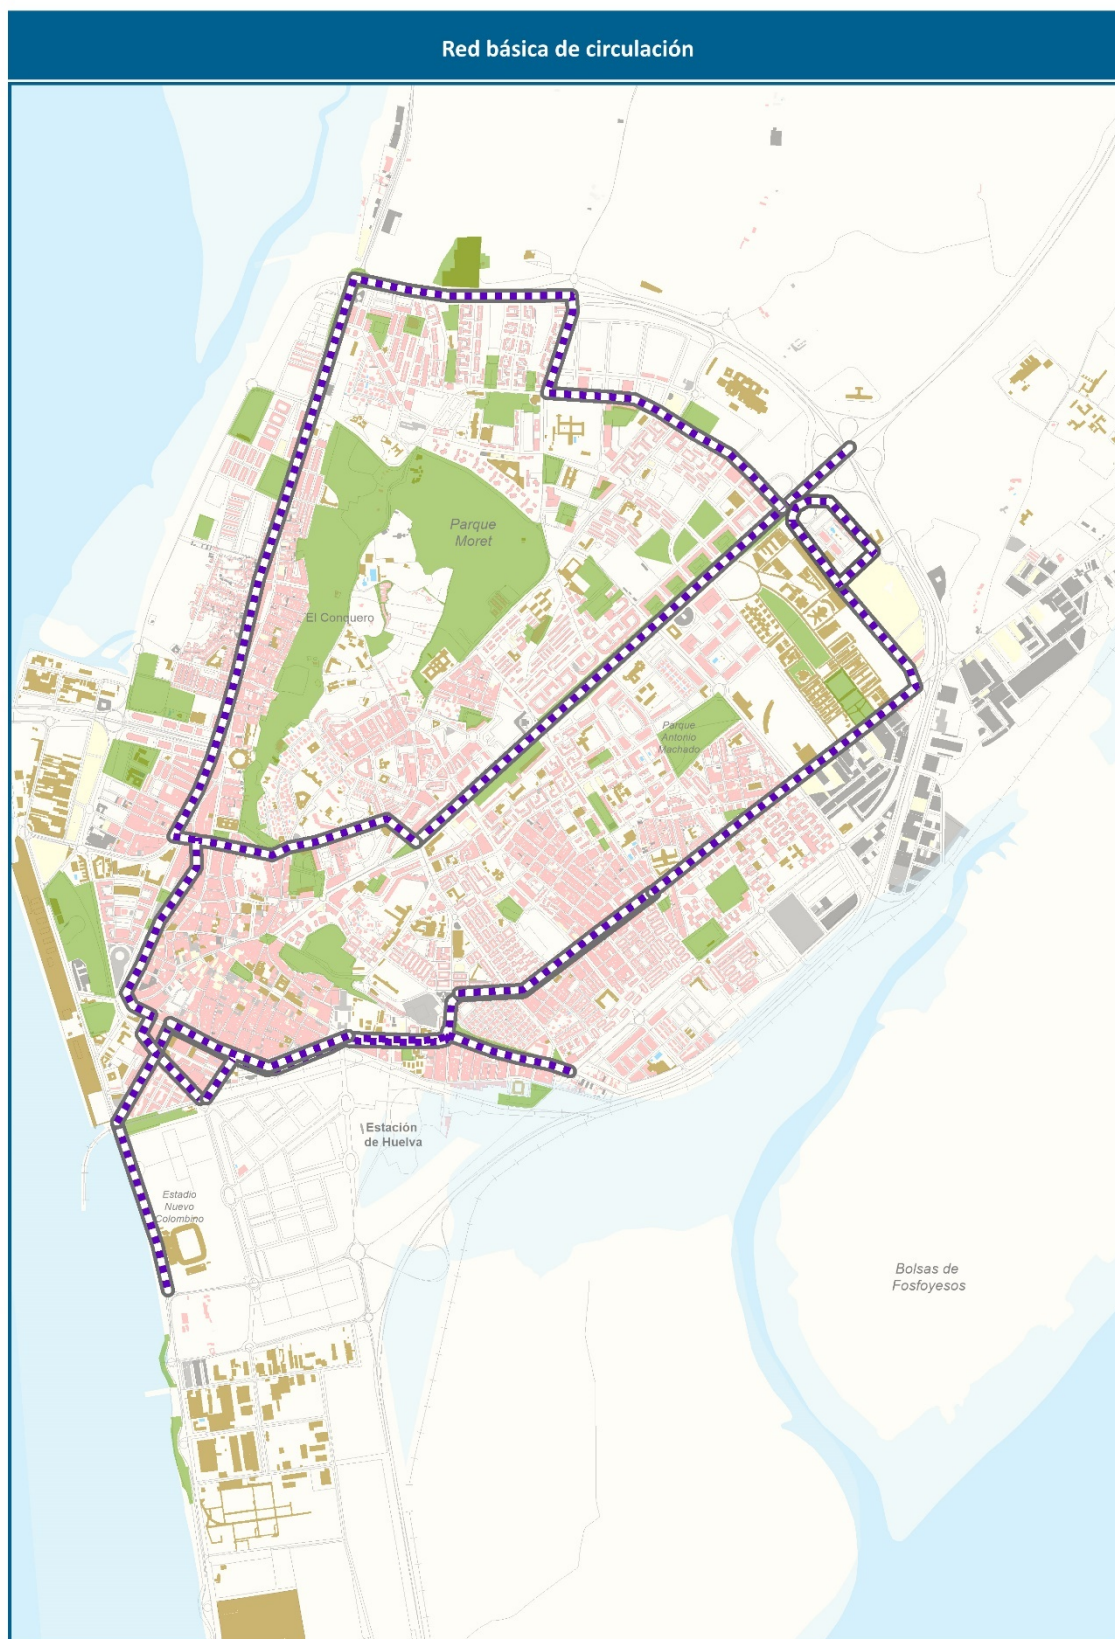 Red básica de circulación
Parque
Moret
El Conquero
Parque
Antonio
Machado
Estación
de Huelva
Estadio
Nuevo
Colombino
Bolsas de
Fosfoyesos